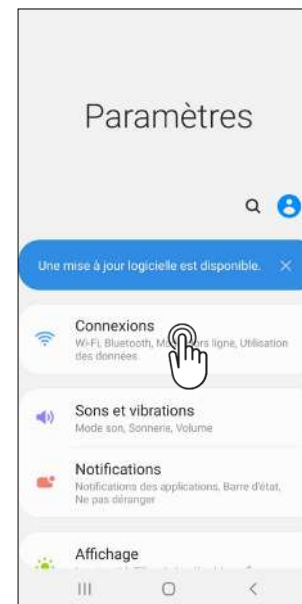 Paramètres
Une mise à jour logicielle est disponible.
Connexions
Wi-Fi, Bluetooth, hors ligne, Utilisation
des données
Sons et vibrations
Mode son, Sonnerie, Volume
Notifications
Notifications des applications, Barre d'état,
Ne pas déranger
Affichage